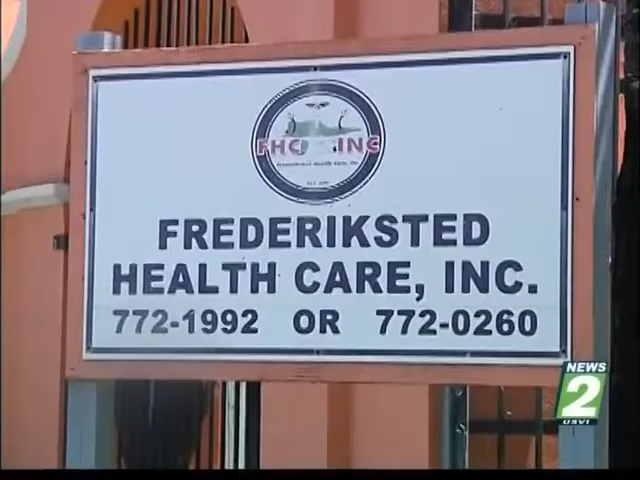 FHC INC
FREDERIKSTED
HEALTH CARE, INC.
772-1992 OR 772-0260
NEWS
2
USVI